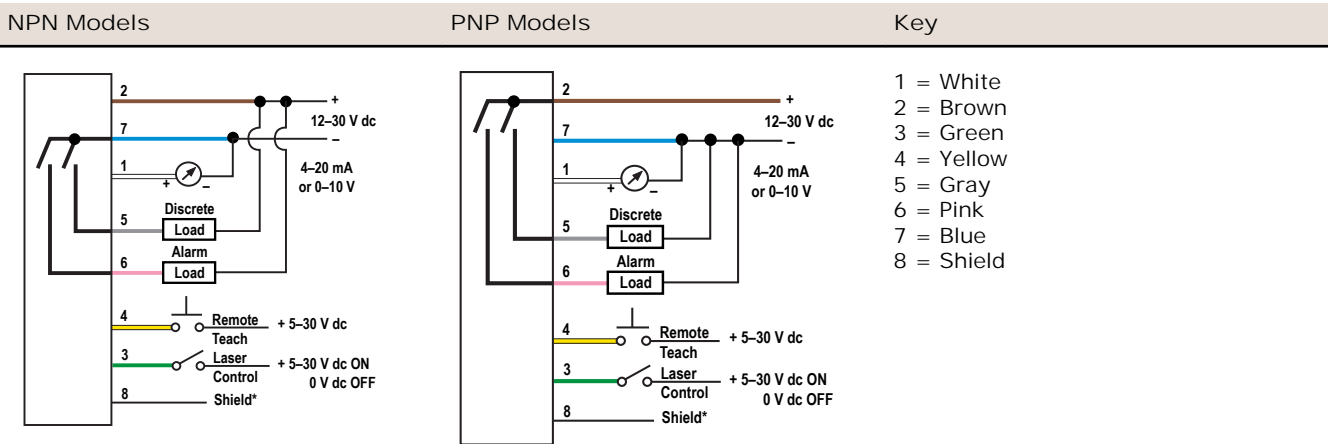 NPN Models
PNP Models
Key
2
+
12–30 V dc
7
–
1
+
–
4–20 mA
or 0–10 V
Discrete
5
Load
Alarm
6
Load
4
Remote
Teach
+ 5–30 V dc
3
Laser
Control
+ 5–30 V dc ON
0 V dc OFF
8
Shield*
2
+
12–30 V dc
7
–
1
+
–
4–20 mA
or 0–10 V
Discrete
5
Load
Alarm
6
Load
4
Remote
Teach
+ 5–30 V dc
3
Laser
Control
+ 5–30 V dc ON
0 V dc OFF
8
Shield*
1 = White
2 = Brown
3 = Green
4 = Yellow
5 = Gray
6 = Pink
7 = Blue
8 = Shield